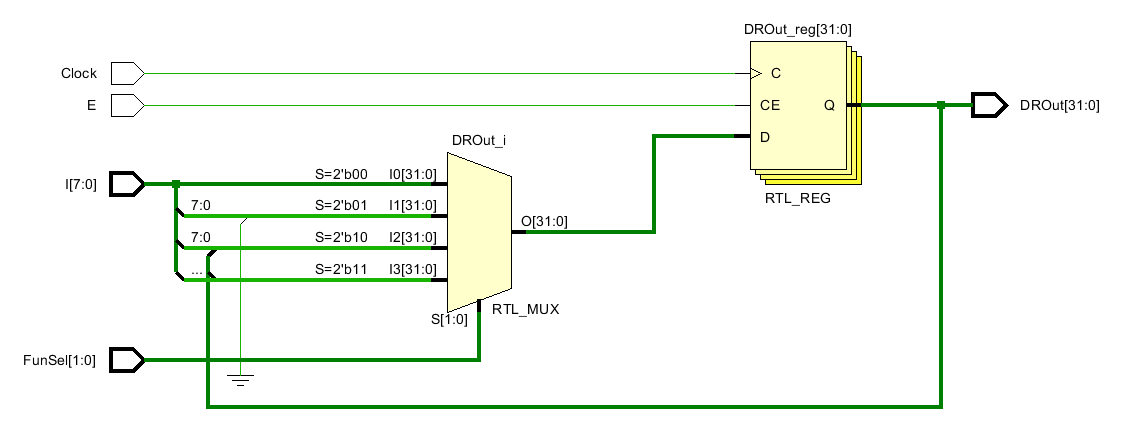 DROut_reg[31:0]
Clock
C
E
CE
Q
DROut[31:0]
D
DROut_i
RTL_REG
I[7:0]
S=2'b00
I0[31:0]
7:0
S=2'b01
I1[31:0]
O[31:0]
7:0
S=2'b10
I2[31:0]
...
S=2'b11
I3[31:0]
RTL_MUX
S[1:0]
FunSel[1:0]